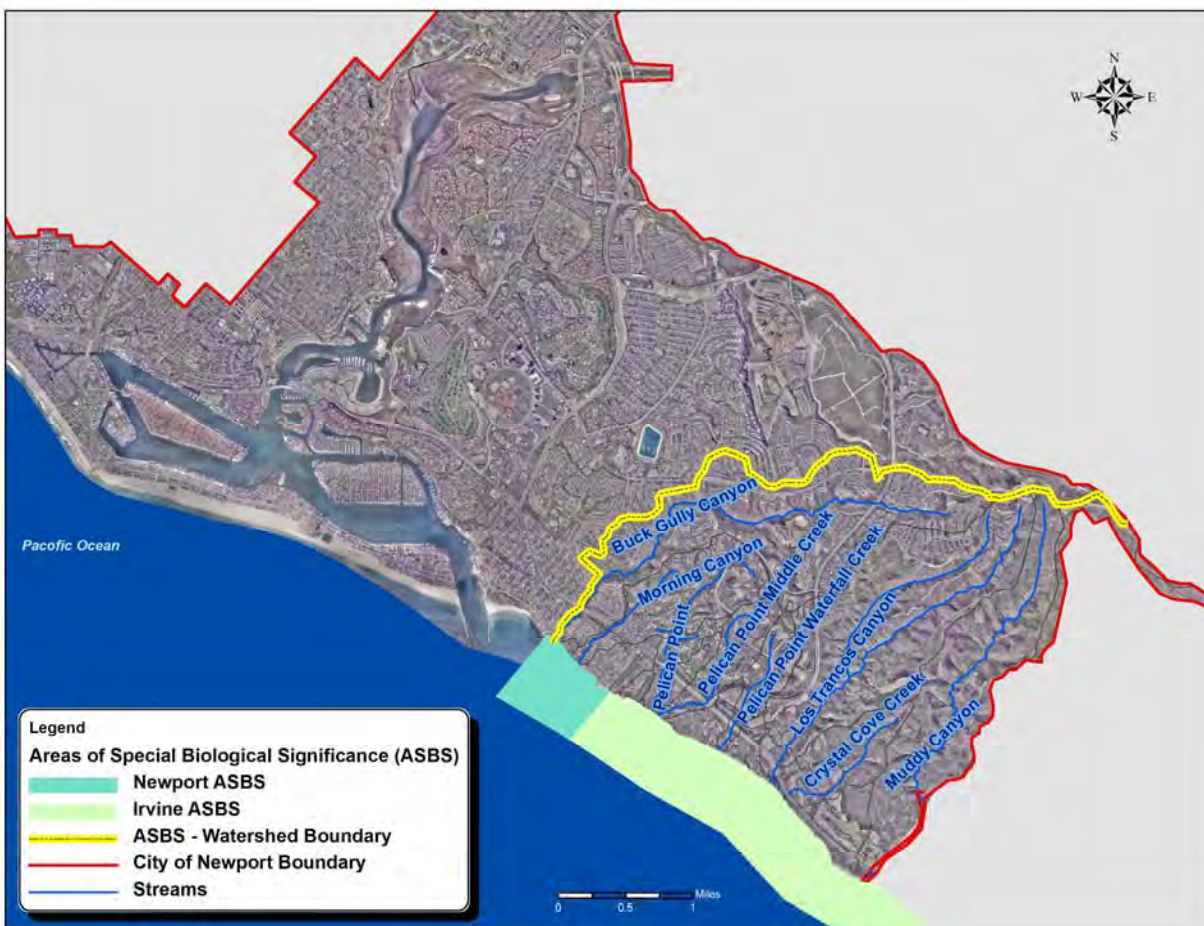 N
W E
S
Buck Gully Canyon
Morning Canyon
Pelican Point
Pelican Point Middle Creek
Pelican Point Waterfall Creek
Los Trancos Canyon
Crystal Cove Creek
Muddy Canyon
Pacofic Ocean
Legend
Areas of Special Biological Significance (ASBS)
Newport ASBS
Irvine ASBS
ASBS - Watershed Boundary
City of Newport Boundary
Streams
Miles
0 0.5 1